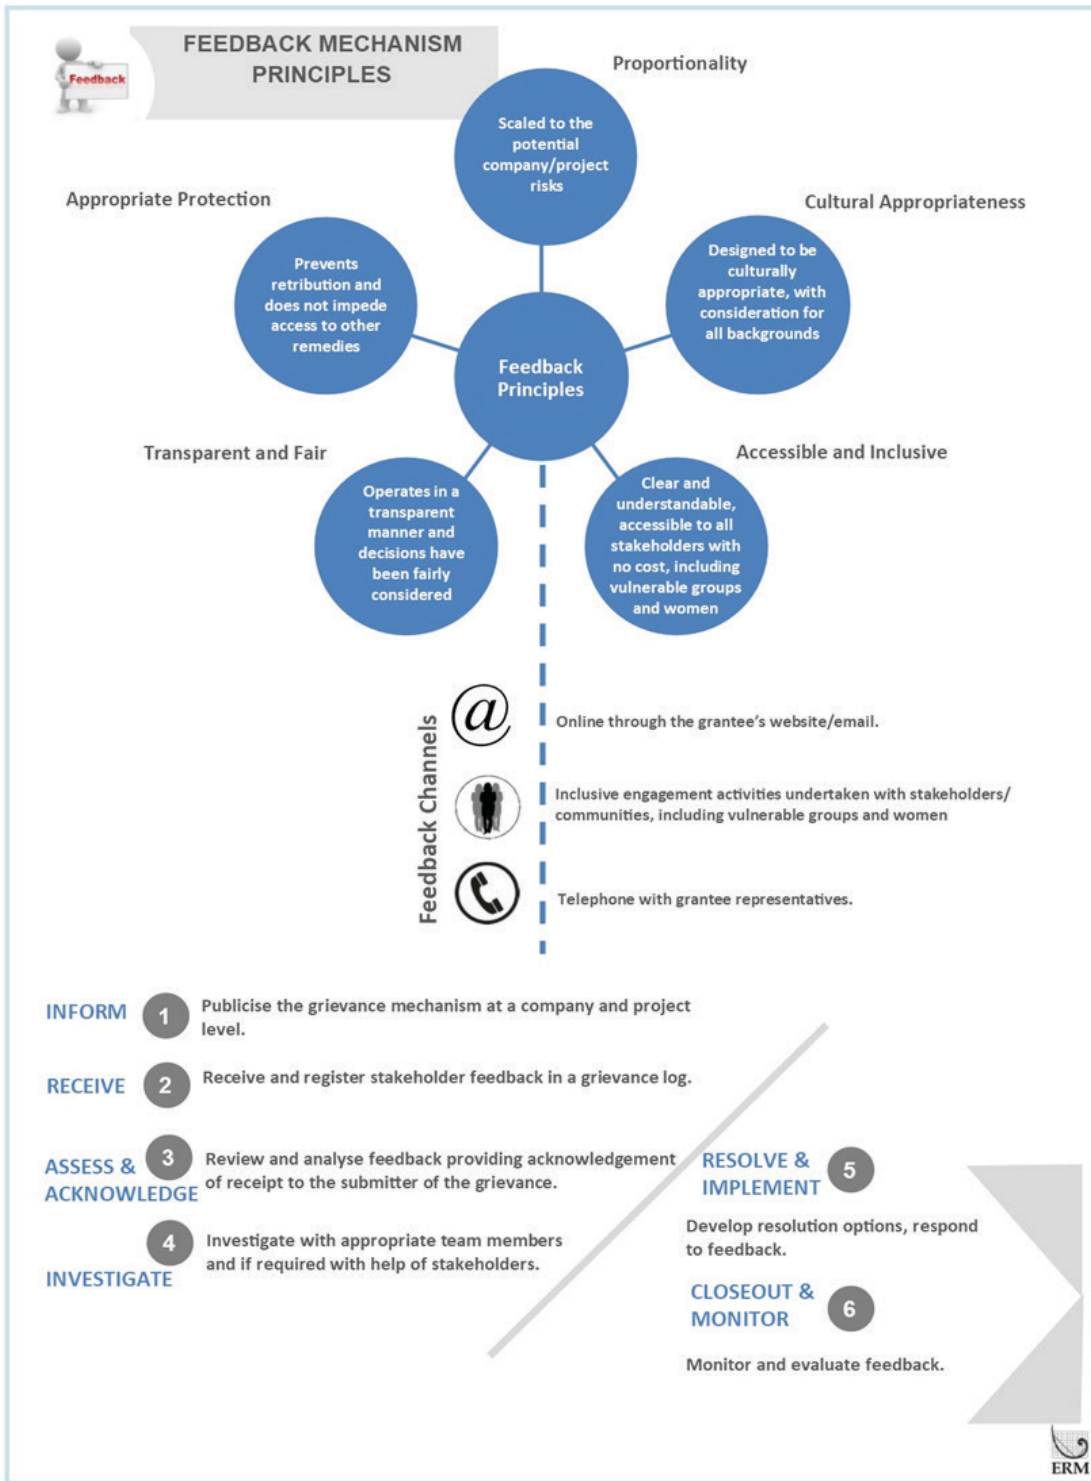 FEEDBACK MECHANISM
PRINCIPLES
Feedback
Proportionality
Scaled to the
potential
company/project
risks
Appropriate Protection
Prevents
retribution and
does not impede
access to other
remedies
Cultural Appropriateness
Designed to be
culturally
appropriate, with
consideration for
all backgrounds
Feedback
Principles
Transparent and Fair
Operates in a
transparent
manner and
decisions have
been fairly
considered
Accessible and Inclusive
Clear and
understandable,
accessible to all
stakeholders with
no cost, including
vulnerable groups
and women
Feedback Channels
@
Online through the grantee's website/email.
Inclusive engagement activities undertaken with stakeholders/
communities, including vulnerable groups and women
Telephone with grantee representatives.
INFORM
1
Publicise the grievance mechanism at a company and project
level.
RECEIVE
2
Receive and register stakeholder feedback in a grievance log.
ASSESS &
ACKNOWLEDGE
3
Review and analyse feedback providing acknowledgement
of receipt to the submitter of the grievance.
INVESTIGATE
4
Investigate with appropriate team members
and if required with help of stakeholders.
RESOLVE &
IMPLEMENT
5
Develop resolution options, respond
to feedback.
CLOSEOUT &
MONITOR
6
Monitor and evaluate feedback.
ERM